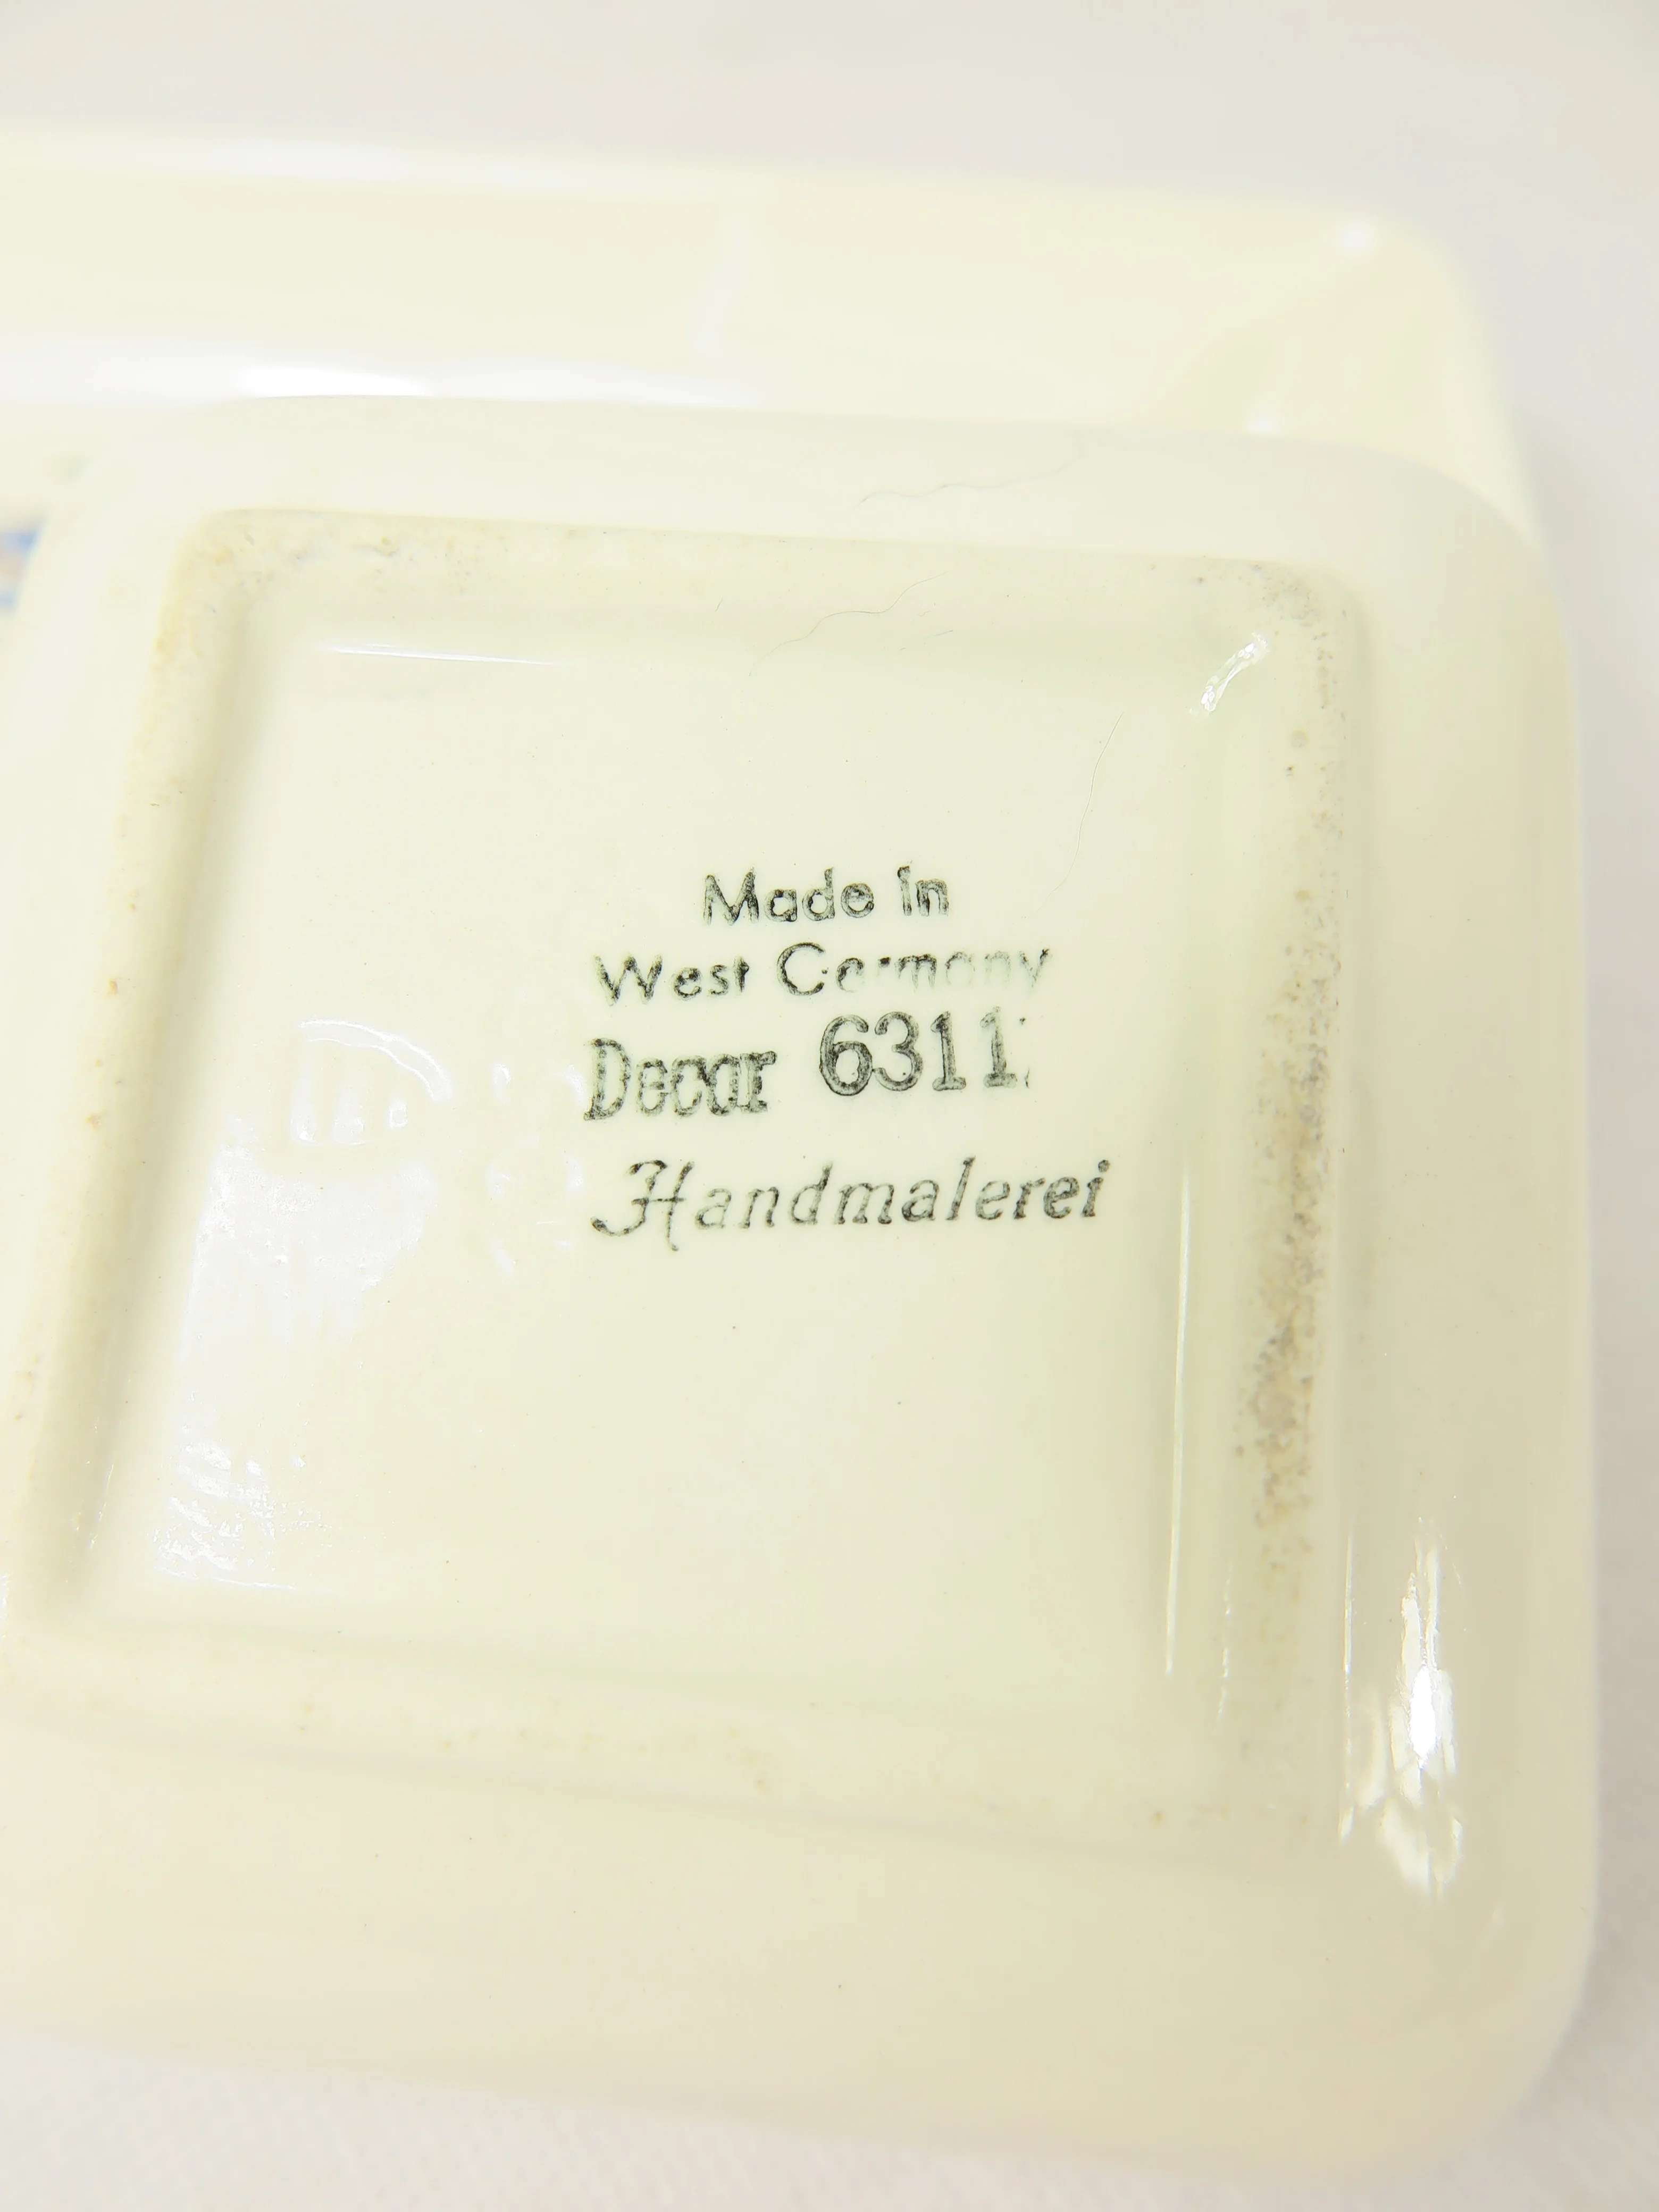 Made in
West Germany
Decor 6311
Handmalerei